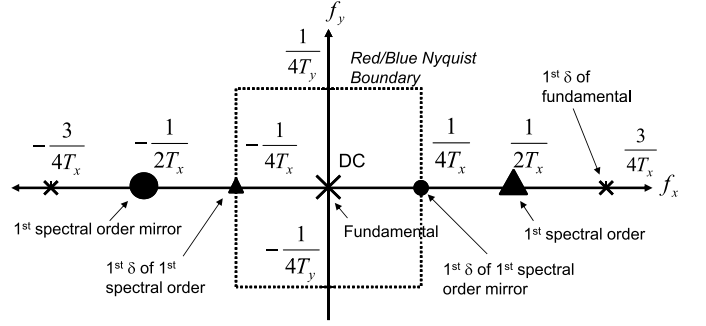 f_y
1/(4T_y)
Red/Blue Nyquist
Boundary
1st δ of
fundamental
−3/(4T_x)
−1/(2T_x)
−1/(4T_x)
DC
1/(4T_x)
1/(2T_x)
3/(4T_x)
f_x
1st spectral order mirror
Fundamental
1st spectral order
−1/(4T_y)
1st δ of 1st
spectral order
1st δ of 1st spectral
order mirror